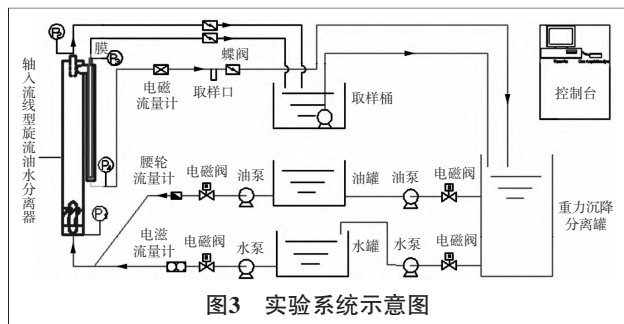 膜
蝶阀
电磁
流量计
取样口
取样桶
控制台
轴入流线型旋流油水分离器
腰轮
流量计
电磁阀
油泵
油罐
油泵
电磁阀
重力沉降
分离罐
电滋
流量计
电磁阀
水泵
水罐
水泵
电磁阀
图3 实验系统示意图